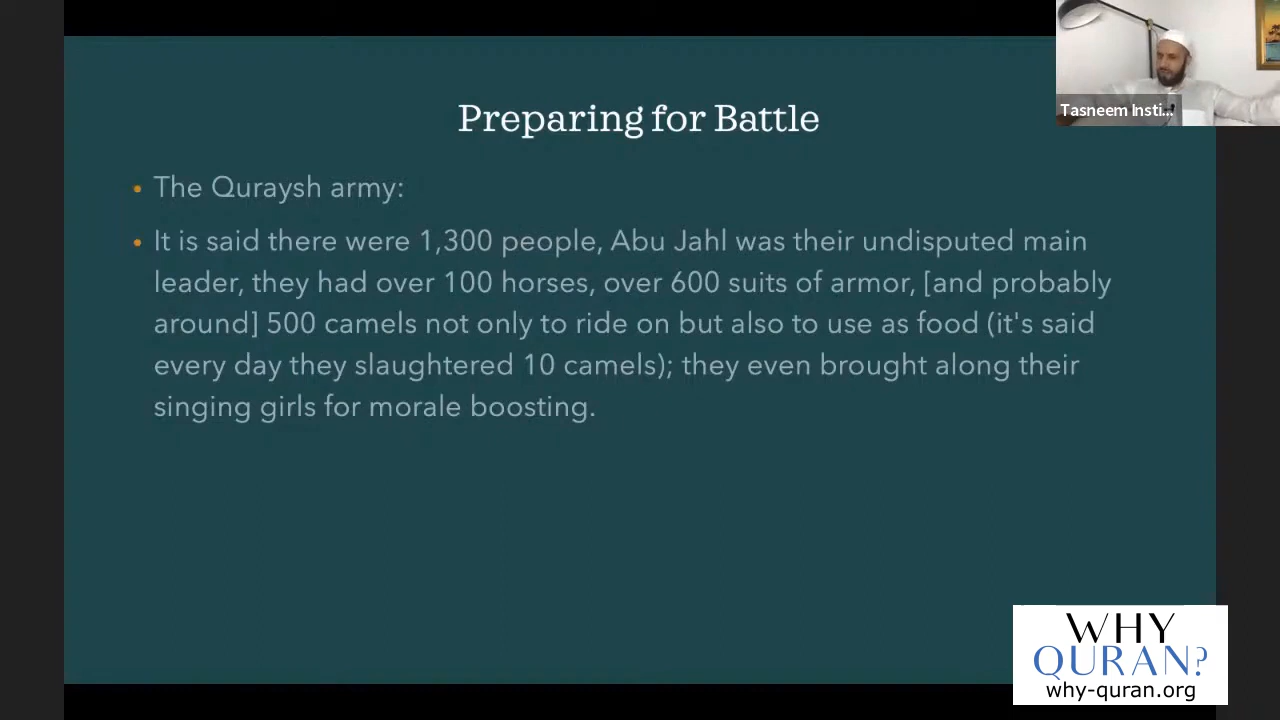 Preparing for Battle
Tasneem Insti...
• The Quraysh army:
• It is said there were 1,300 people, Abu Jahl was their undisputed main
leader, they had over 100 horses, over 600 suits of armor, [and probably
around] 500 camels not only to ride on but also to use as food (it's said
every day they slaughtered 10 camels); they even brought along their
singing girls for morale boosting.
WHY
QURAN?
why-quran.org